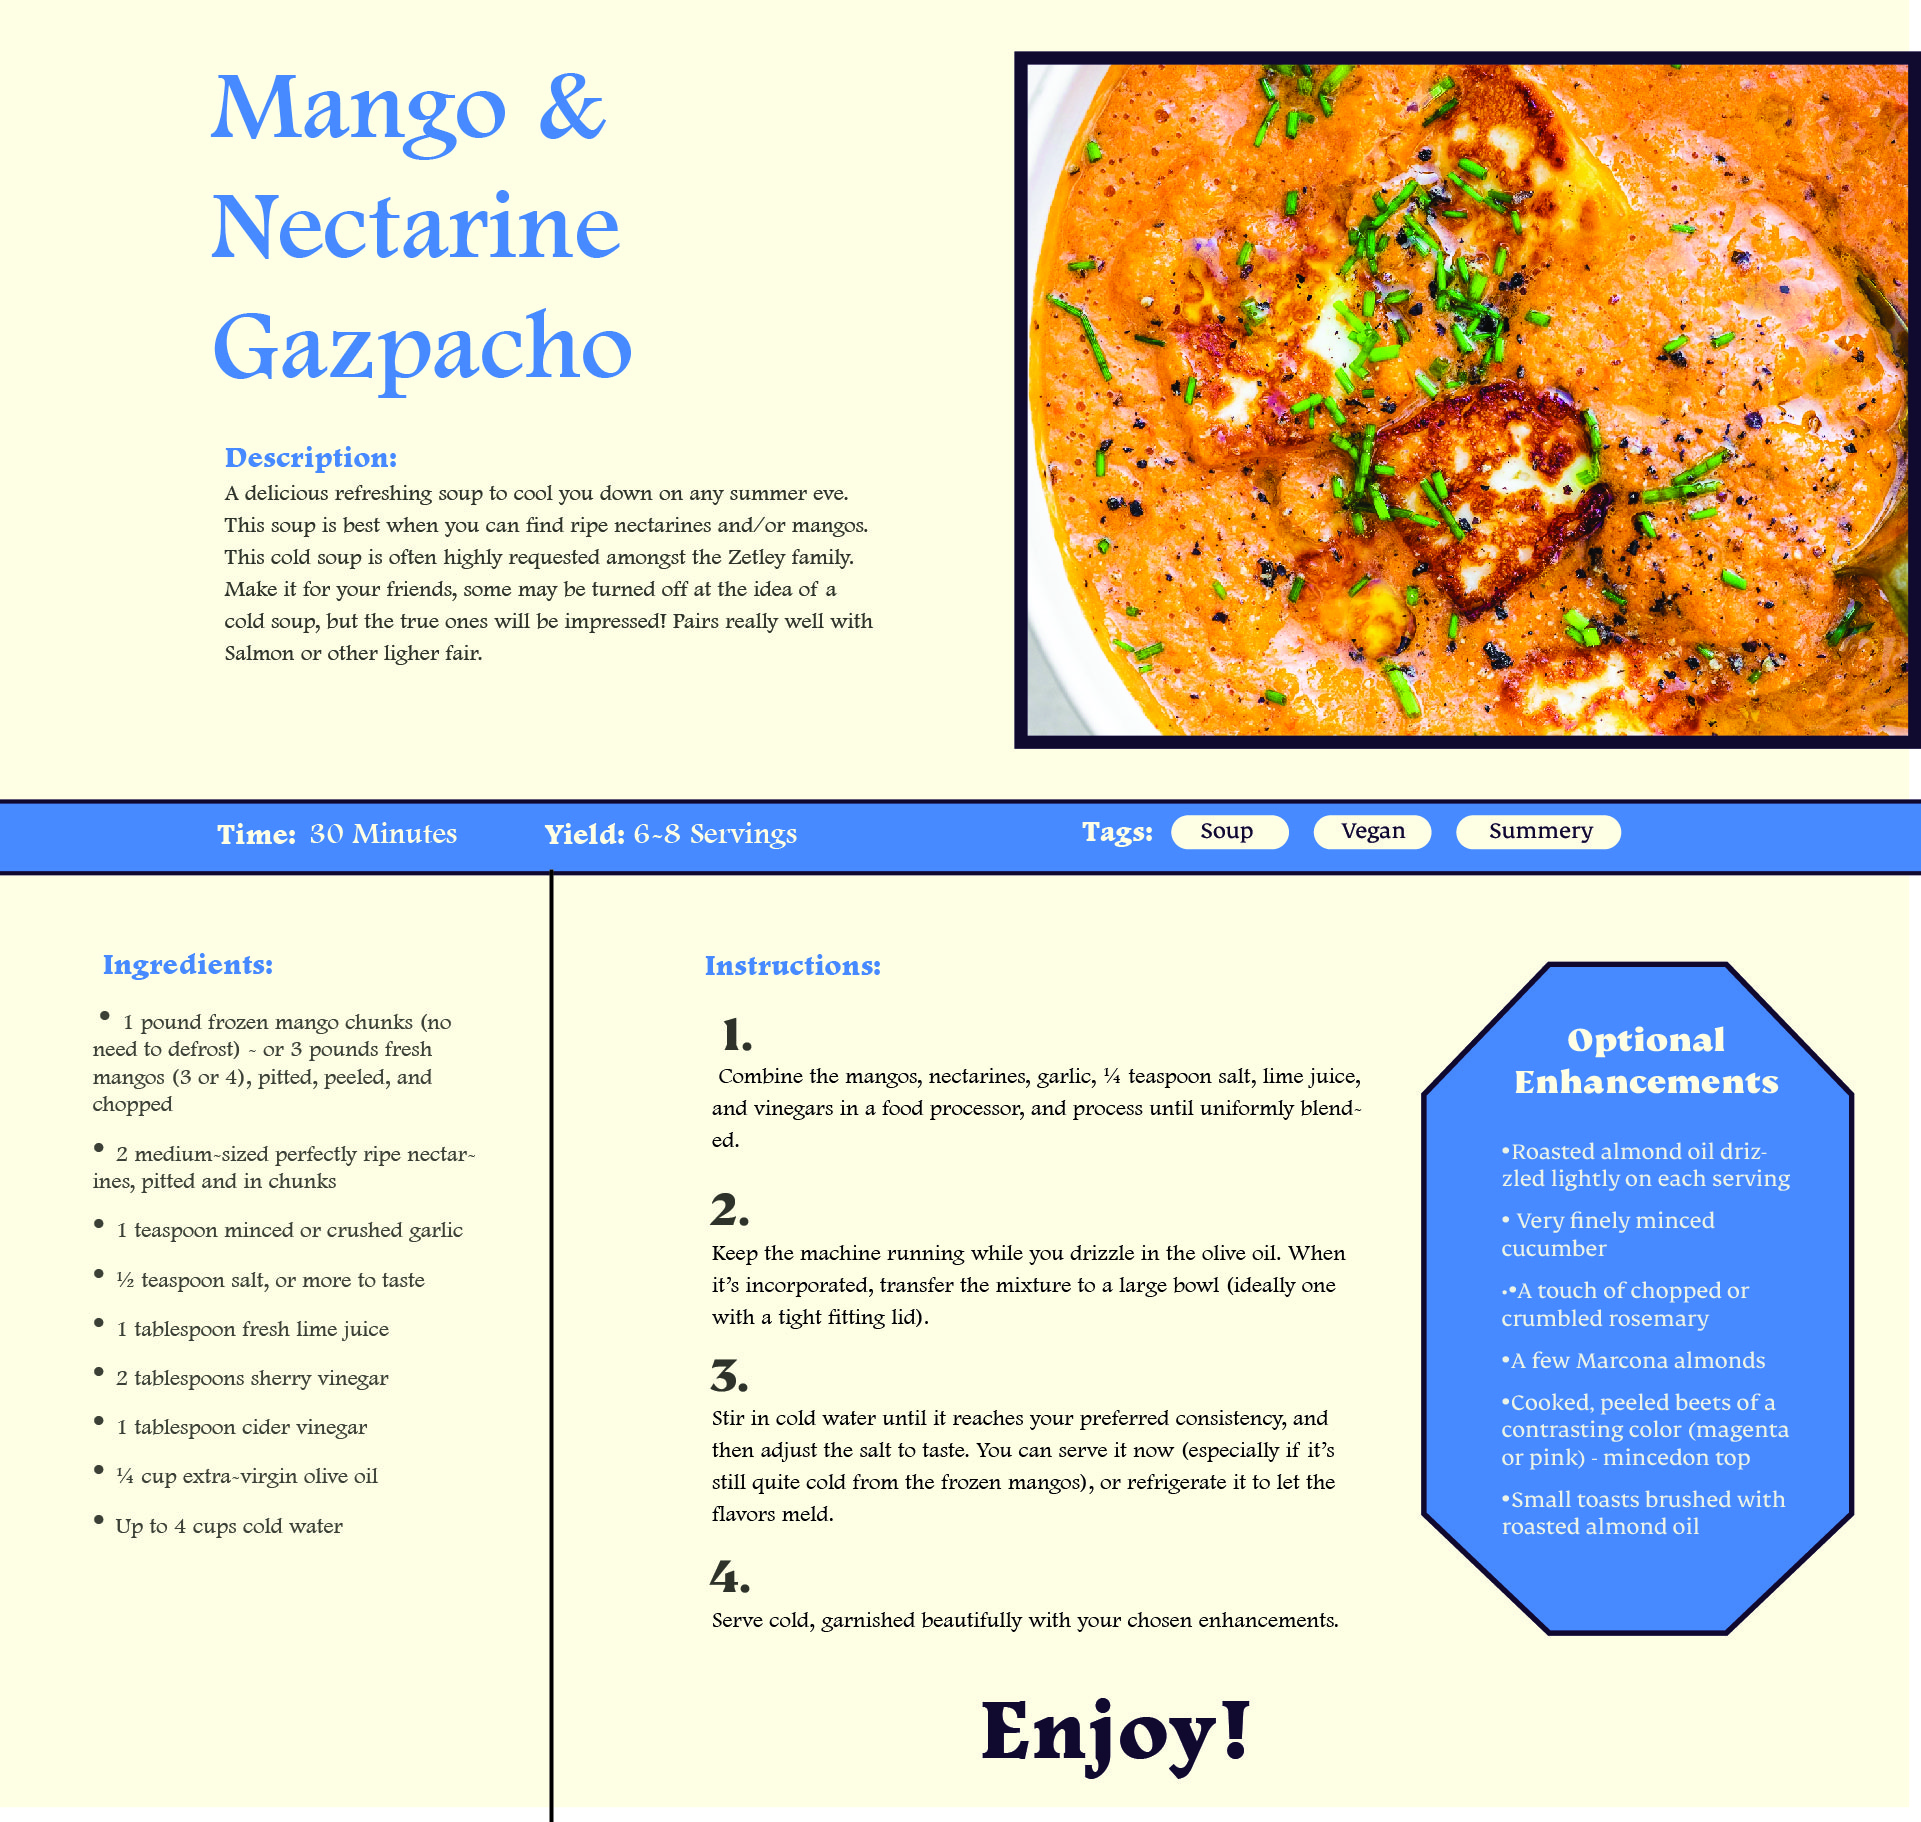 Mango &
Nectarine
Gazpacho
Description:
A delicious refreshing soup to cool you down on any summer eve.
This soup is best when you can find ripe nectarines and/or mangos.
This cold soup is often highly requested amongst the Zetley family.
Make it for your friends, some may be turned off at the idea of a
cold soup, but the true ones will be impressed! Pairs really well with
Salmon or other ligher fair.
Time: 30 Minutes
Yield: 6-8 Servings
Tags: Soup Vegan Summery
Ingredients:
• 1 pound frozen mango chunks (no
need to defrost) - or 3 pounds fresh
mangos (3 or 4), pitted, peeled, and
chopped
• 2 medium-sized perfectly ripe nectar-
ines, pitted and in chunks
• 1 teaspoon minced or crushed garlic
• ½ teaspoon salt, or more to taste
• 1 tablespoon fresh lime juice
• 2 tablespoons sherry vinegar
• 1 tablespoon cider vinegar
• ¼ cup extra-virgin olive oil
• Up to 4 cups cold water
Instructions:
1.
Combine the mangos, nectarines, garlic, ¼ teaspoon salt, lime juice,
and vinegars in a food processor, and process until uniformly blend-
ed.
2.
Keep the machine running while you drizzle in the olive oil. When
it's incorporated, transfer the mixture to a large bowl (ideally one
with a tight fitting lid).
3.
Stir in cold water until it reaches your preferred consistency, and
then adjust the salt to taste. You can serve it now (especially if it's
still quite cold from the frozen mangos), or refrigerate it to let the
flavors meld.
4.
Serve cold, garnished beautifully with your chosen enhancements.
Optional
Enhancements
•Roasted almond oil driz-
zled lightly on each serving
• Very finely minced
cucumber
·•A touch of chopped or
crumbled rosemary
•A few Marcona almonds
•Cooked, peeled beets of a
contrasting color (magenta
or pink) - mincedon top
•Small toasts brushed with
roasted almond oil
Enjoy!